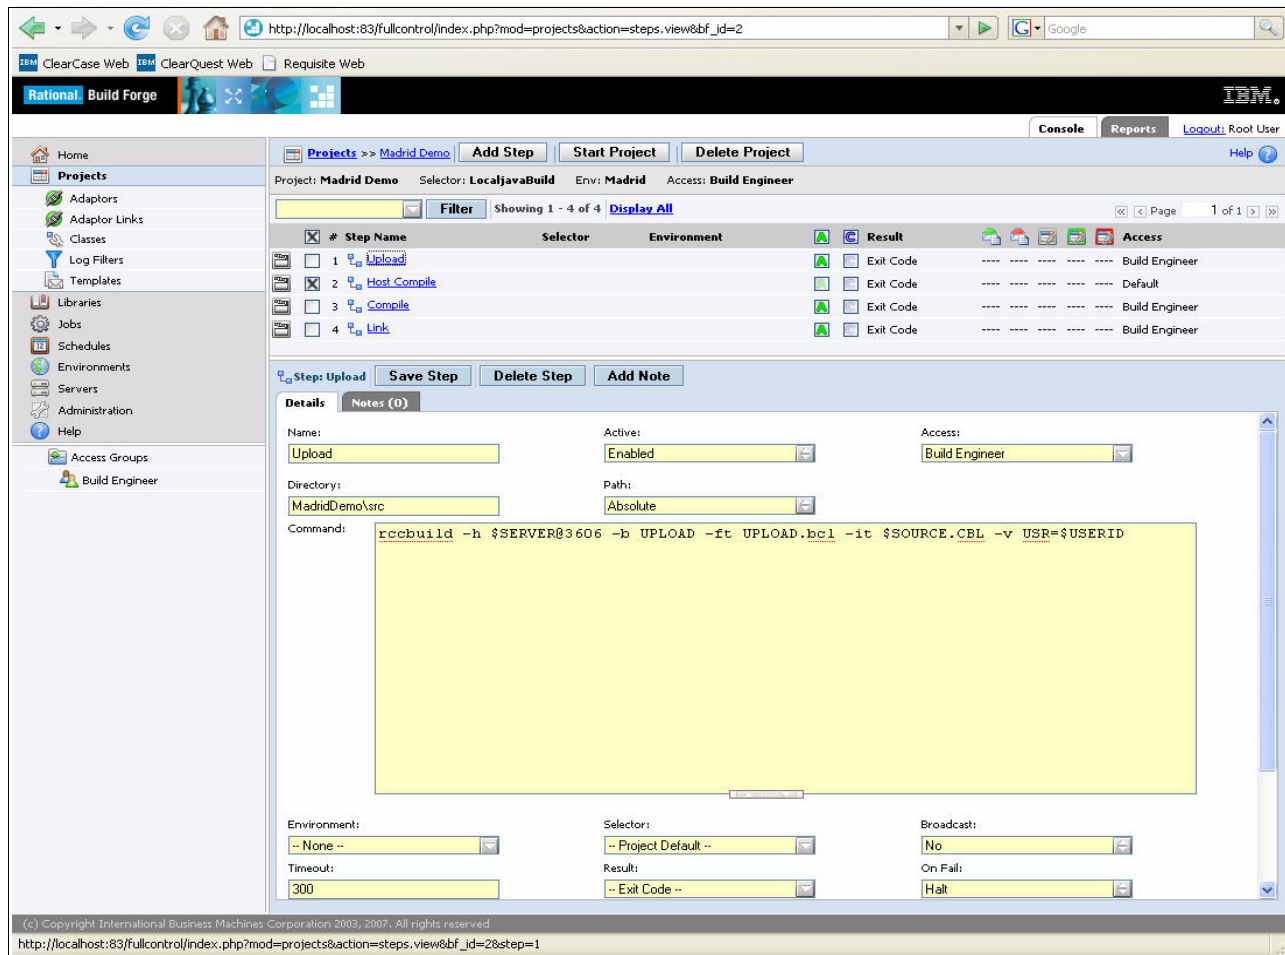 http://localhost:83/fullcontrol/index.php?mod=projects&action=steps.view&bf_id=2 G Google
IBM ClearCase Web IBM ClearQuest Web Requisite Web
Rational. Build Forge IBM.
Console Reports Logout: Root User
Home
Projects
Adaptors
Adaptor Links
Classes
Log Filters
Templates
Libraries
Jobs
Schedules
Environments
Servers
Administration
Help
Access Groups
Build Engineer
Projects >> Madrid Demo Add Step Start Project Delete Project Help ?
Project: Madrid Demo Selector: LocaljavaBuild Env: Madrid Access: Build Engineer
Filter Showing 1 - 4 of 4 Display All Page 1 of 1
X # Step Name Selector Environment A C Result Access
1 Upload A Exit Code ---- ---- ---- ---- ---- Build Engineer
X 2 Host Compile Exit Code ---- ---- ---- ---- ---- Default
3 Compile A Exit Code ---- ---- ---- ---- ---- Build Engineer
4 Link A Exit Code ---- ---- ---- ---- ---- Build Engineer
Step: Upload Save Step Delete Step Add Note
Details Notes (0)
Name: Active: Access:
Upload Enabled Build Engineer
Directory: Path:
MadridDemo\src Absolute
Command: rccbuild -h $SERVER@3606 -b UPLOAD -ft UPLOAD.bcl -it $SOURCE.CBL -v USR=$USERID
Environment: Selector: Broadcast:
-- None -- -- Project Default -- No
Timeout: Result: On Fail:
300 -- Exit Code -- Halt
(c) Copyright International Business Machines Corporation 2003, 2007. All rights reserved
http://localhost:83/fullcontrol/index.php?mod=projects&action=steps.view&bf_id=2&step=1